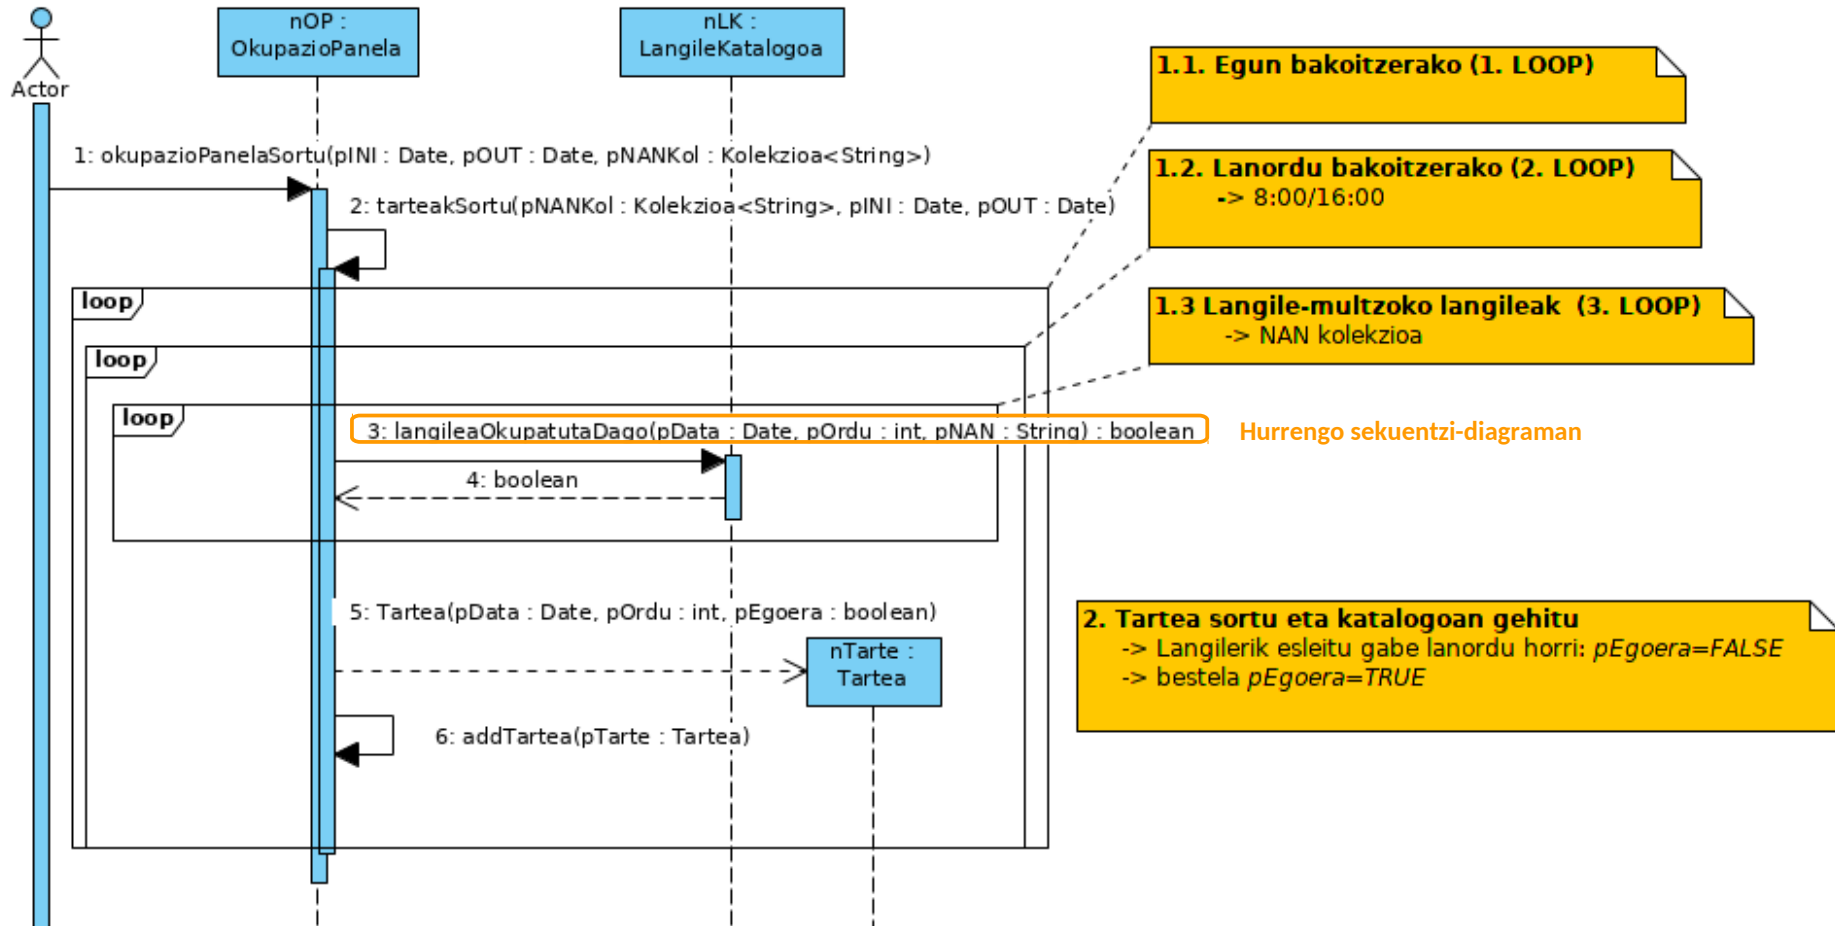 Actor
nOP :
OkupazioPanela
nLK :
LangileKatalogoa
1: okupazioPanelaSortu(pINI : Date, pOUT : Date, pNANKol : Kolekzioa<String>)
2: tarteakSortu(pNANKol : Kolekzioa<String>, pINI : Date, pOUT : Date)
loop
loop
loop
3: langileaOkupatutaDago(pData : Date, pOrdu : int, pNAN : String) : boolean
Hurrengo sekuentzi-diagraman
4: boolean
5: Tartea(pData : Date, pOrdu : int, pEgoera : boolean)
nTarte :
Tartea
6: addTartea(pTarte : Tartea)
1.1. Egun bakoitzerako (1. LOOP)
1.2. Lanordu bakoitzerako (2. LOOP)
-> 8:00/16:00
1.3 Langile-multzoko langileak (3. LOOP)
-> NAN kolekzioa
2. Tartea sortu eta katalogoan gehitu
-> Langilerik esleitu gabe lanordu horri: pEgoera=FALSE
-> bestela pEgoera=TRUE